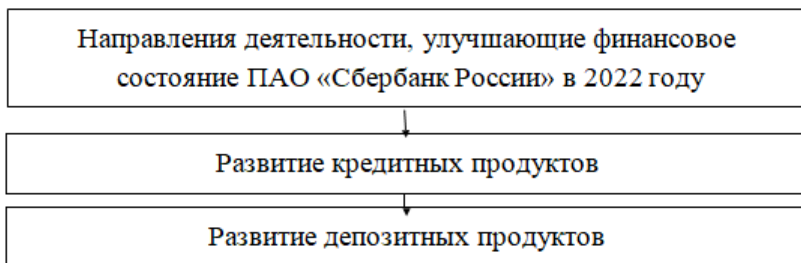 Направления деятельности, улучшающие финансовое
состояние ПАО «Сбербанк России» в 2022 году
Развитие кредитных продуктов
Развитие депозитных продуктов